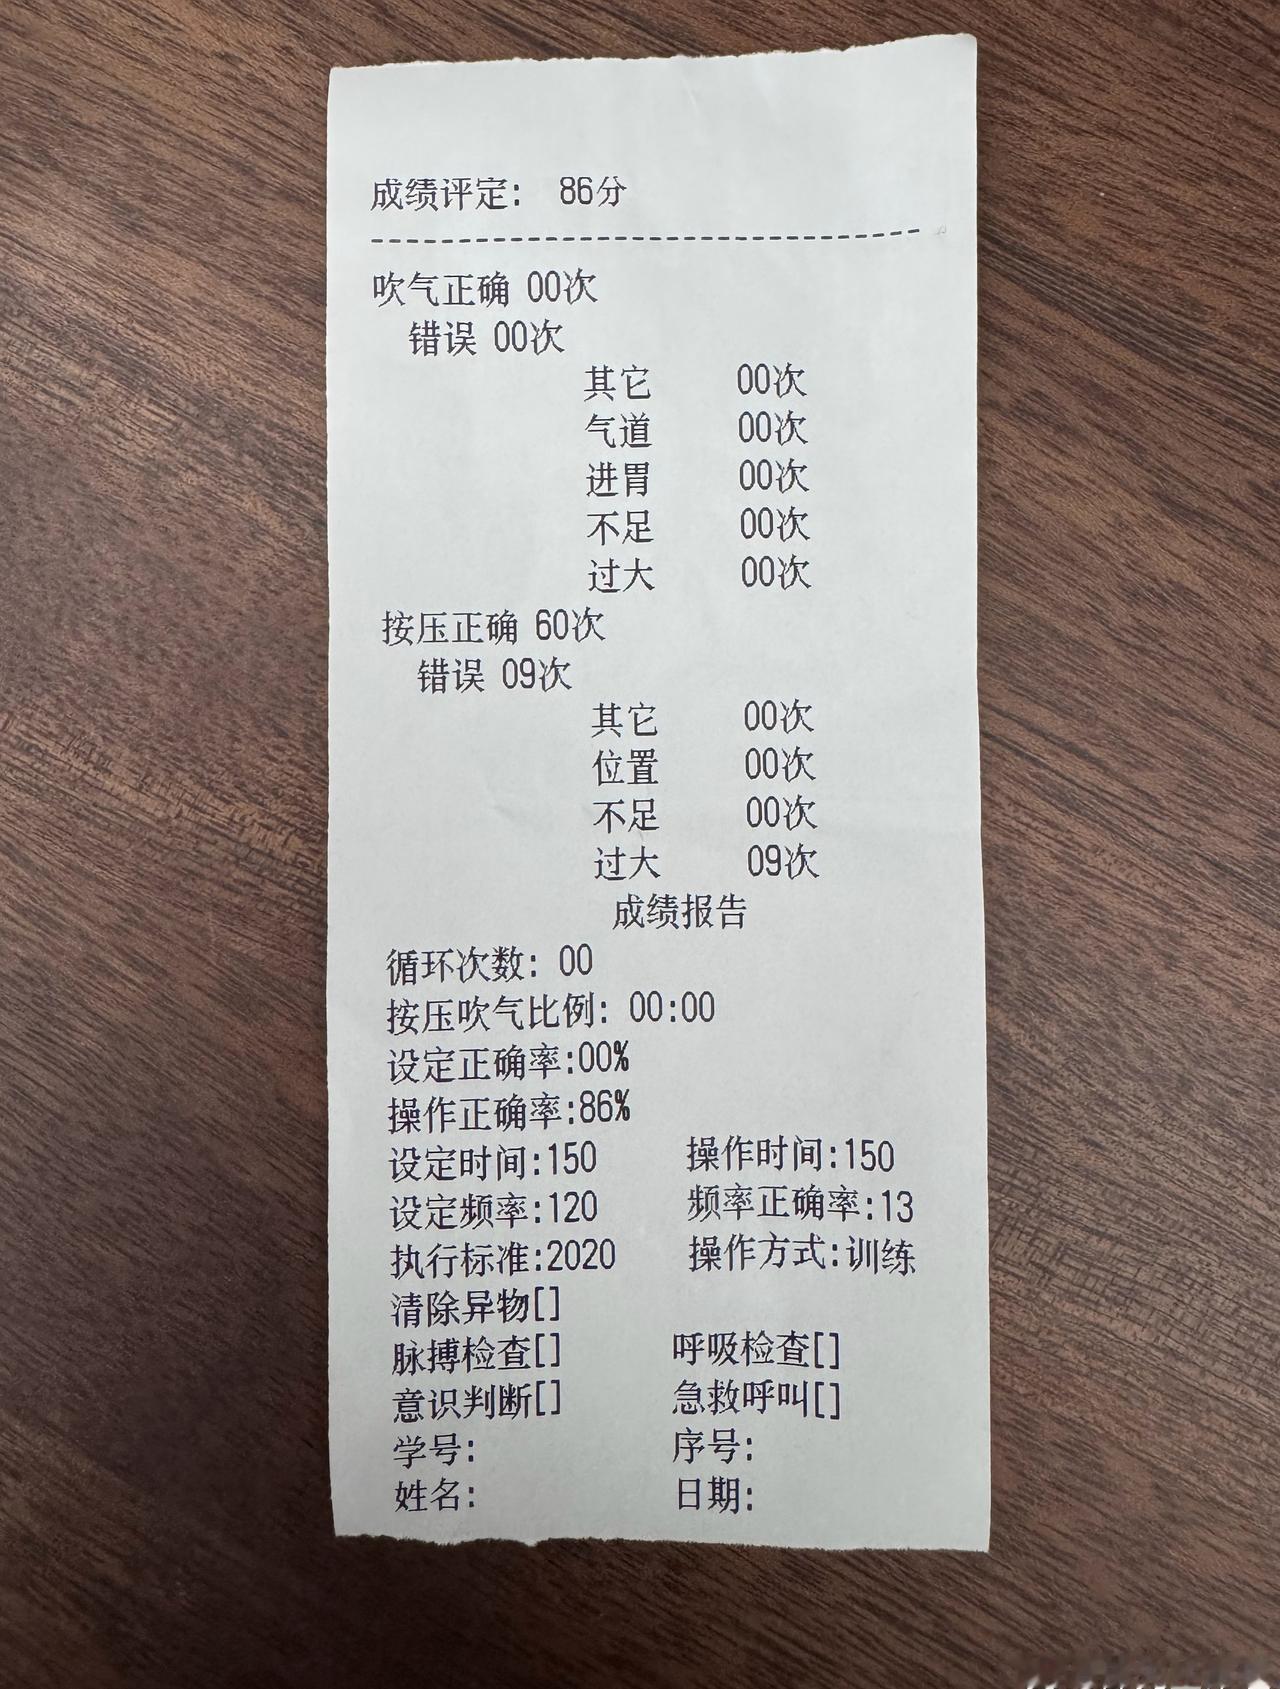 成绩评定: 86分
吹气正确 00次
错误 00次
其它 00次
气道 00次
进胃 00次
不足 00次
过大 00次
按压正确 60次
错误 09次
其它 00次
位置 00次
不足 00次
过大 09次
成绩报告
循环次数: 00
按压吹气比例: 00:00
设定正确率:00%
操作正确率:86%
设定时间:150 操作时间:150
设定频率:120 频率正确率:13
执行标准:2020 操作方式:训练
清除异物[]
脉搏检查[] 呼吸检查[]
意识判断[] 急救呼叫[]
学号: 序号:
姓名: 日期: